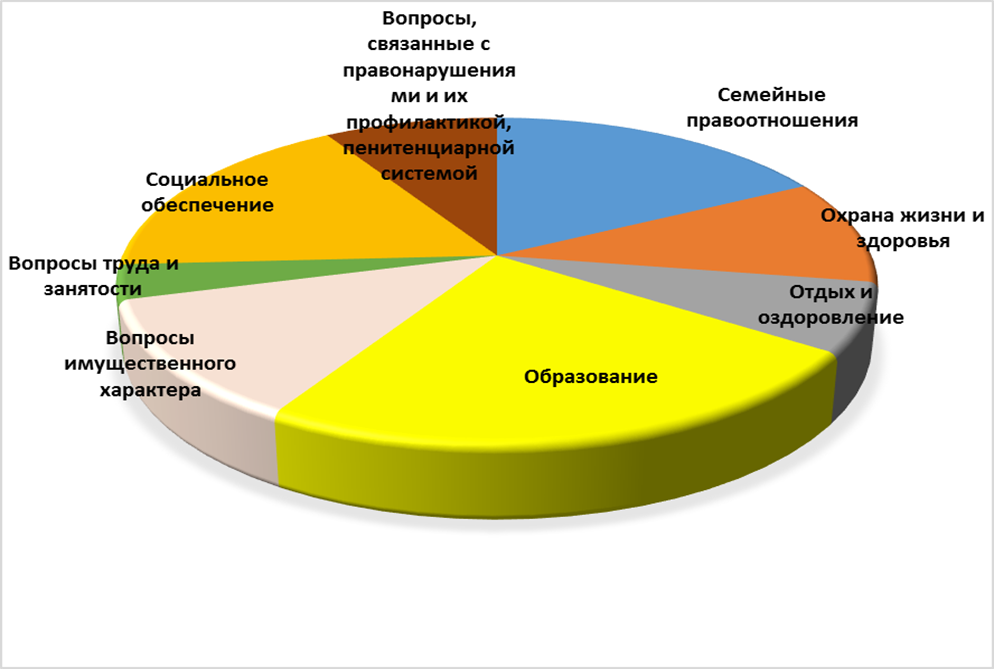 Вопросы,
связанные с
правонарушения
ми и их
профилактикой,
пенитенциарной
системой
Семейные
правоотношения
Охрана жизни и
здоровья
Отдых и
оздоровление
Образование
Вопросы
имущественного
характера
Вопросы труда и
занятости
Социальное
обеспечение